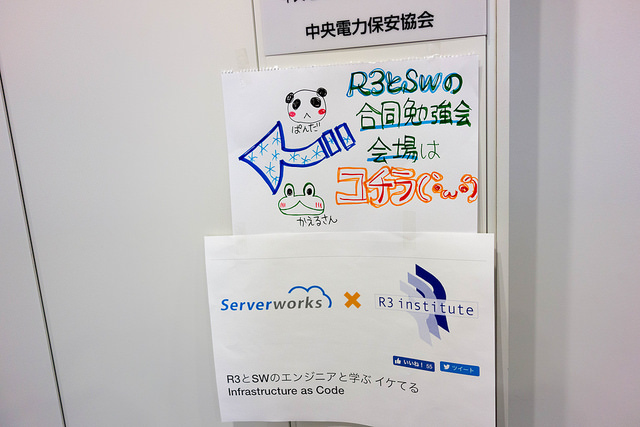 中央電力保安協会
R3とSWの
合同勉強会
会場は
コチラ(・ω・)
ぱんだ
かえるさん
Serverworks × R3 institute
いいね！ 55 ツイート
R3とSWのエンジニアと学ぶ イケてる
Infrastructure as Code